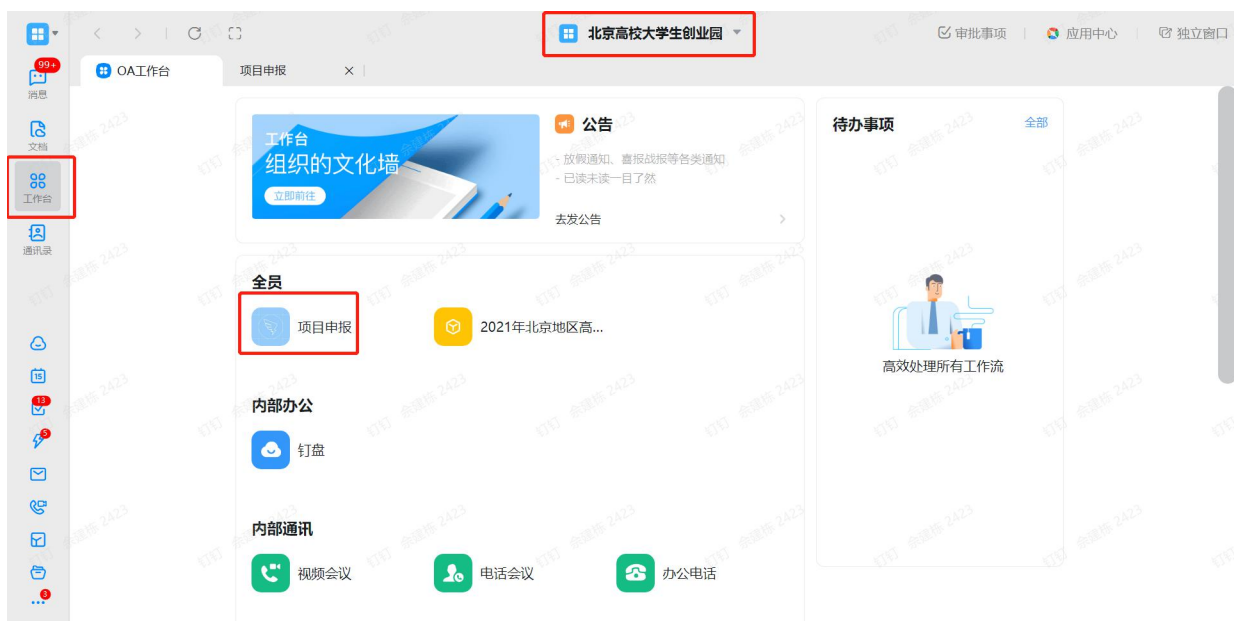 北京高校大学生创业园
审批事项
应用中心
独立窗口
99+
消息
OA工作台
项目申报
文档
工作台
通讯录
15
13
5
3
工作台
组织的文化墙
立即前往
公告
- 放假通知、喜报战报等各类通知
- 已读未读一目了然
去发公告
待办事项
全部
高效处理所有工作流
全员
项目申报
2021年北京地区高...
内部办公
钉盘
内部通讯
视频会议
电话会议
办公电话